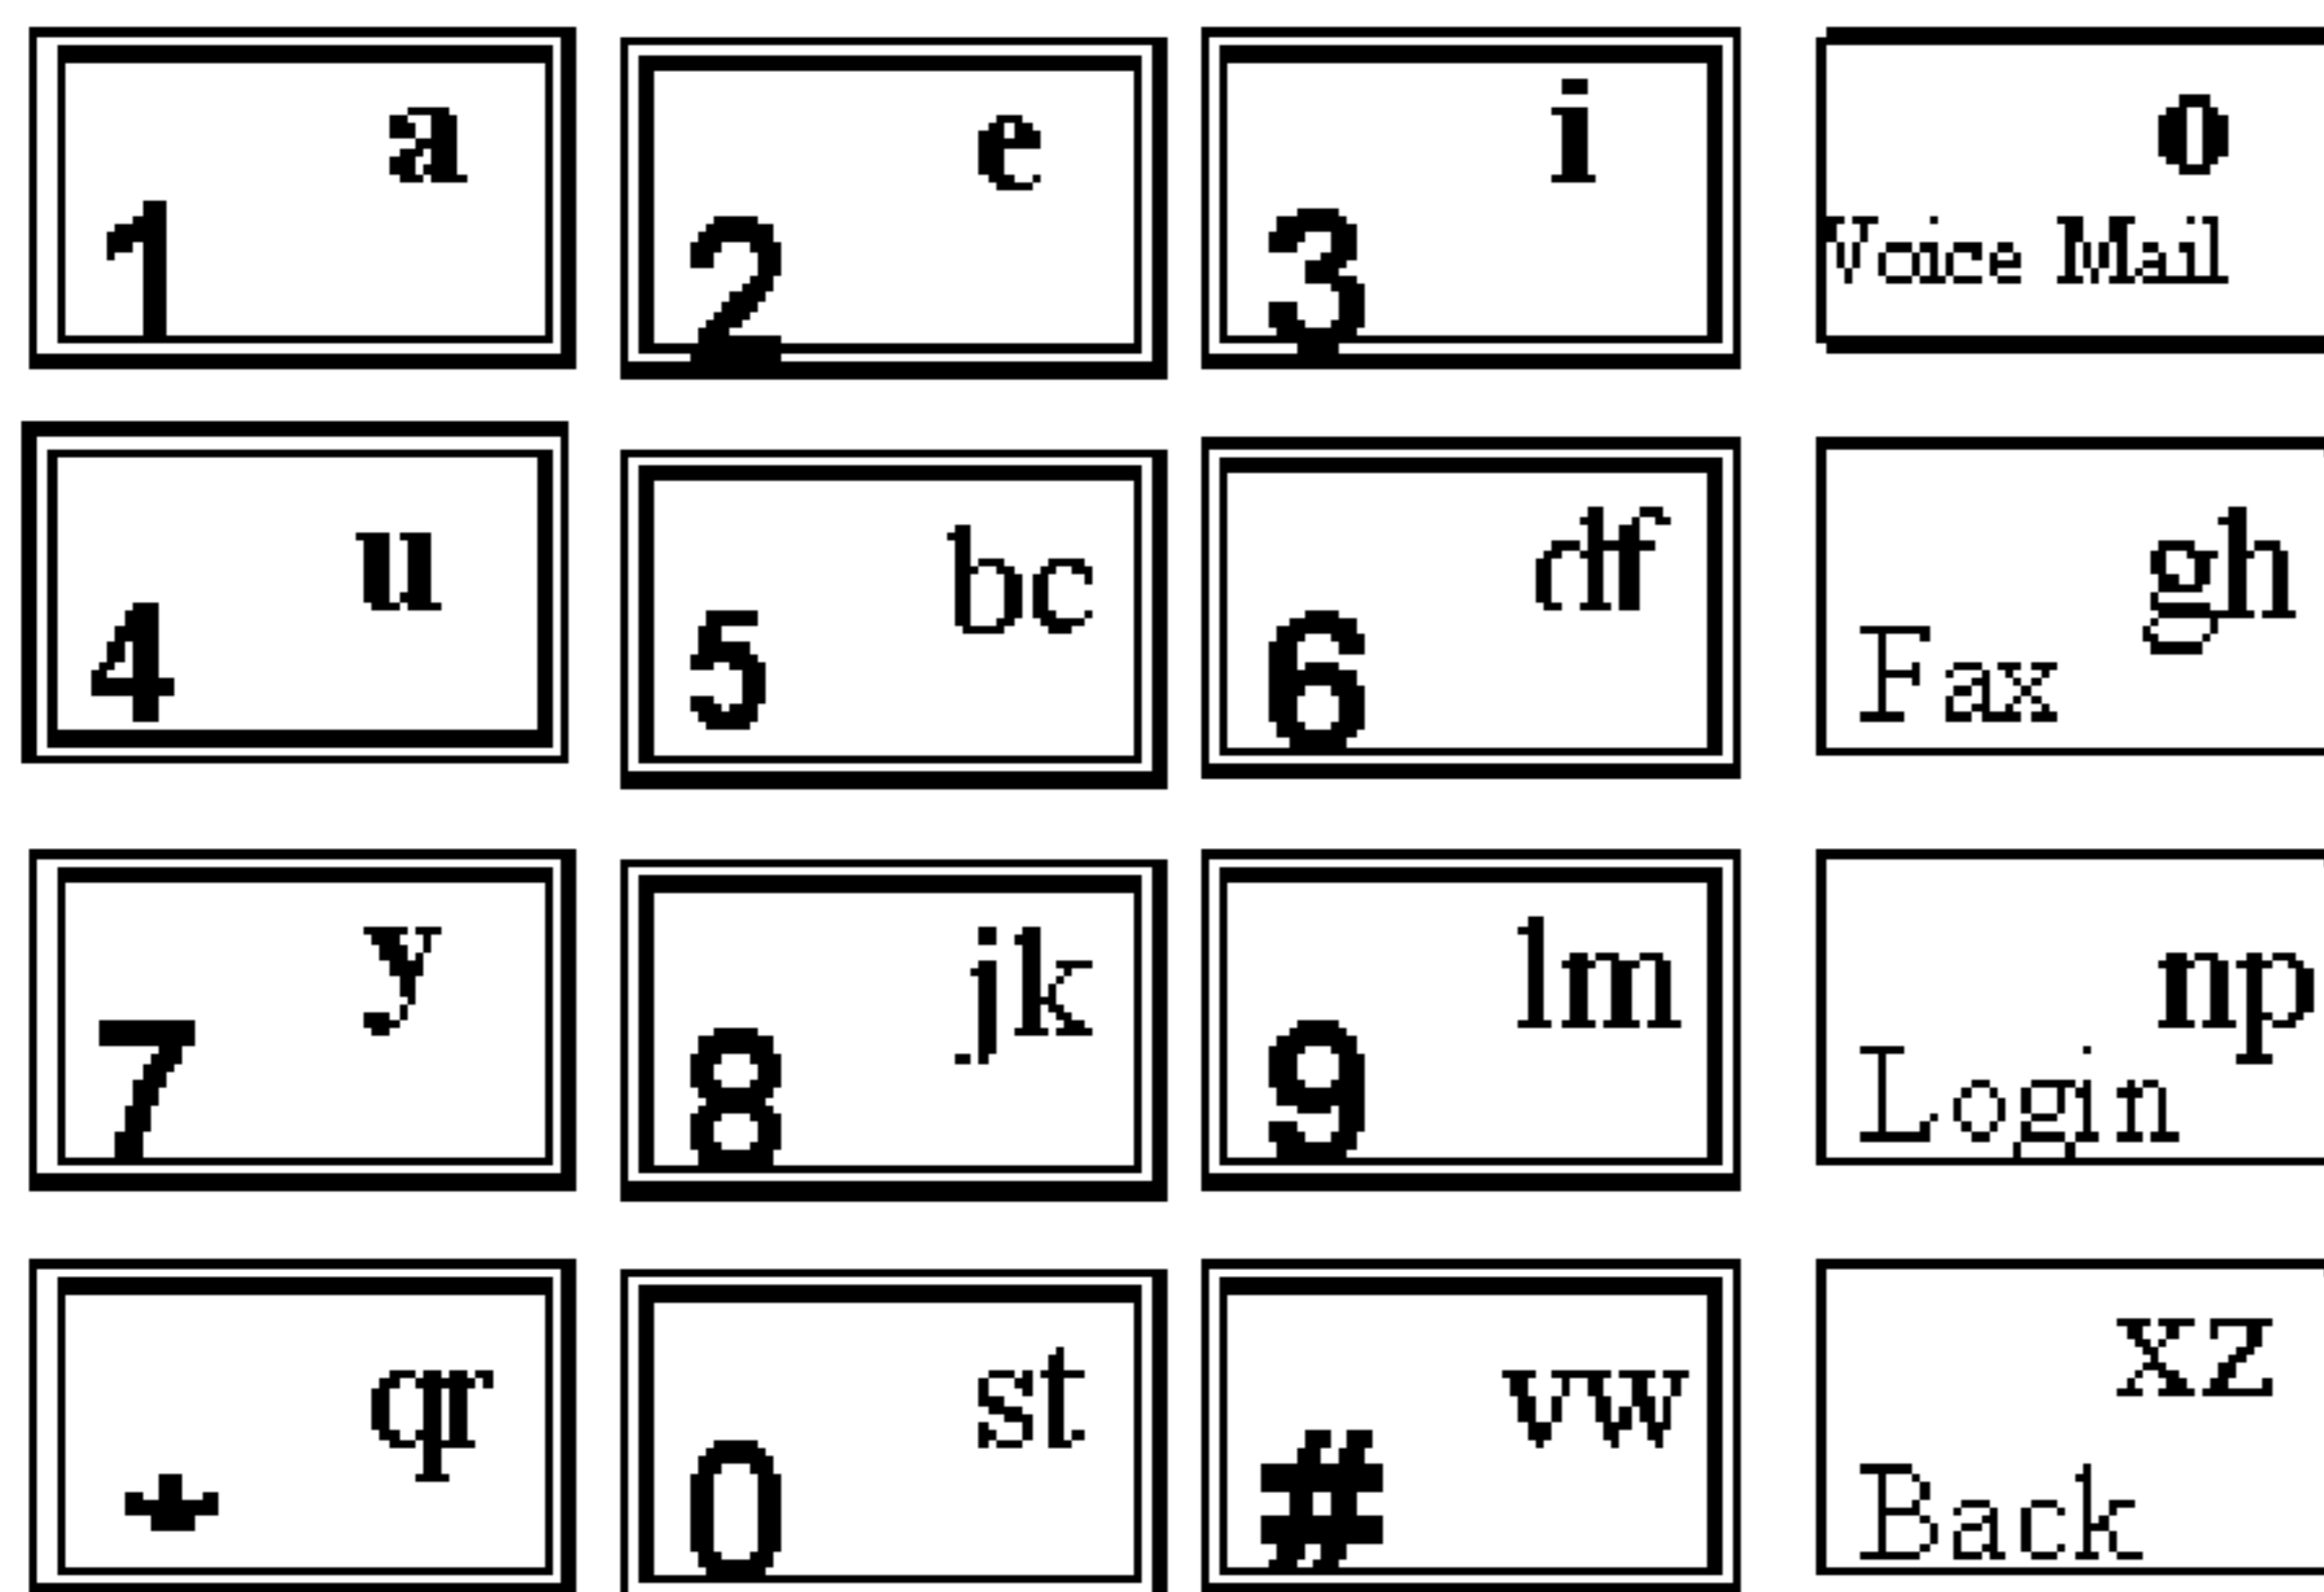 a e i o
1 2 3 Voice Mail
u bc df gh
4 5 6 Fax
y jk lm np
7 8 9 Login
qr st vw xz
* 0 # Back